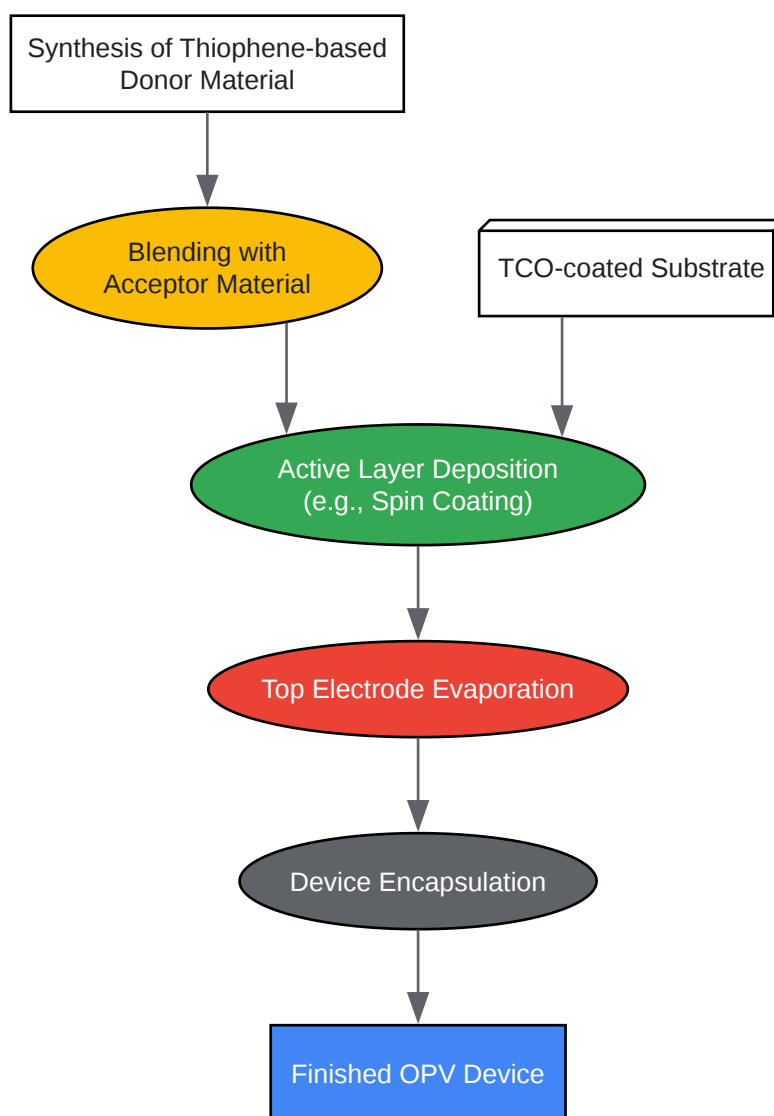 Synthesis of Thiophene-based
Donor Material
Blending with
Acceptor Material
TCO-coated Substrate
Active Layer Deposition
(e.g., Spin Coating)
Top Electrode Evaporation
Device Encapsulation
Finished OPV Device